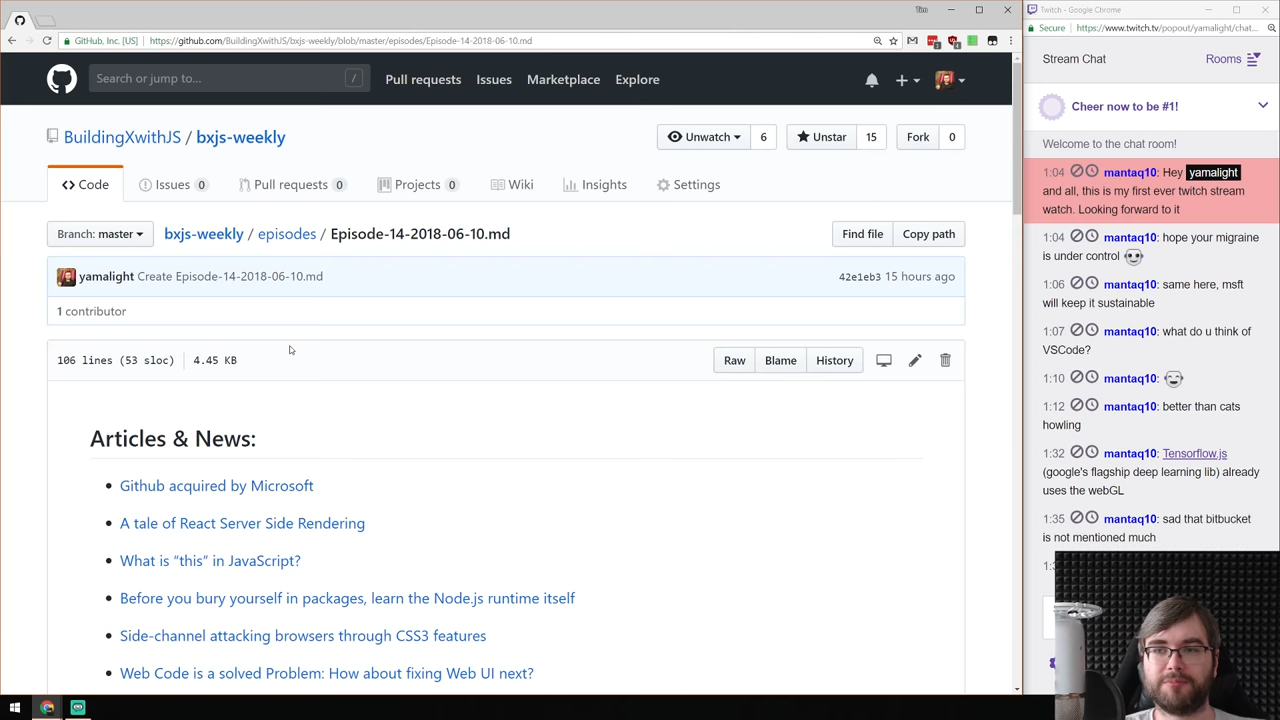 Tim
Twitch - Google Chrome
GitHub, Inc. [US] https://github.com/BuildingXwithJS/bxjs-weekly/blob/master/episodes/Episode-14-2018-06-10.md
Secure https://www.twitch.tv/popout/yamalight/chat...
Search or jump to... /
Pull requests Issues Marketplace Explore
Stream Chat Rooms
Cheer now to be #1!
BuildingXwithJS / bxjs-weekly
Unwatch 6 Unstar 15 Fork 0
Welcome to the chat room!
Code Issues 0 Pull requests 0 Projects 0 Wiki Insights Settings
1:04 mantaq10: Hey yamalight
and all, this is my first ever twitch stream
watch. Looking forward to it
Branch: master bxjs-weekly / episodes / Episode-14-2018-06-10.md Find file Copy path
1:04 mantaq10: hope your migraine
is under control
yamalight Create Episode-14-2018-06-10.md 42e1eb3 15 hours ago
1:06 mantaq10: same here, msft
will keep it sustainable
1 contributor
1:07 mantaq10: what do u think of
VSCode?
106 lines (53 sloc) 4.45 KB Raw Blame History
1:10 mantaq10:
1:12 mantaq10: better than cats
howling
Articles & News:
1:32 mantaq10: Tensorflow.js
(google's flagship deep learning lib) already
uses the webGL
Github acquired by Microsoft
A tale of React Server Side Rendering
1:35 mantaq10: sad that bitbucket
is not mentioned much
What is “this” in JavaScript?
Before you bury yourself in packages, learn the Node.js runtime itself
Side-channel attacking browsers through CSS3 features
Web Code is a solved Problem: How about fixing Web UI next?